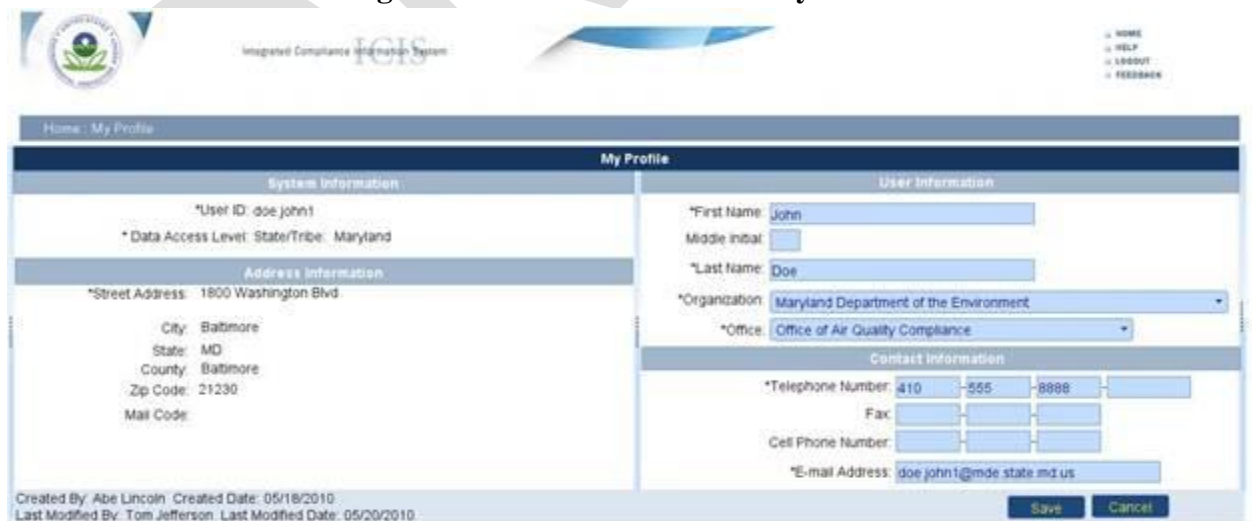 Integrated Compliance Information System
ICIS
HOME
HELP
LOGOUT
FEEDBACK
Home: My Profile
My Profile
System Information
*User ID: doe.john1
* Data Access Level: State/Tribe: Maryland
Address Information
*Street Address: 1800 Washington Blvd
City: Baltimore
State: MD
County: Baltimore
Zip Code: 21230
Mail Code:
User Information
*First Name: John
Middle Initial:
*Last Name: Doe
*Organization: Maryland Department of the Environment
*Office: Office of Air Quality Compliance
Contact Information
*Telephone Number: 410 - 555 - 8888 -
Fax: - -
Cell Phone Number: - -
*E-mail Address: doe.john1@mde.state.md.us
Created By: Abe Lincoln Created Date: 05/18/2010
Last Modified By: Tom Jefferson Last Modified Date: 05/20/2010
Save Cancel